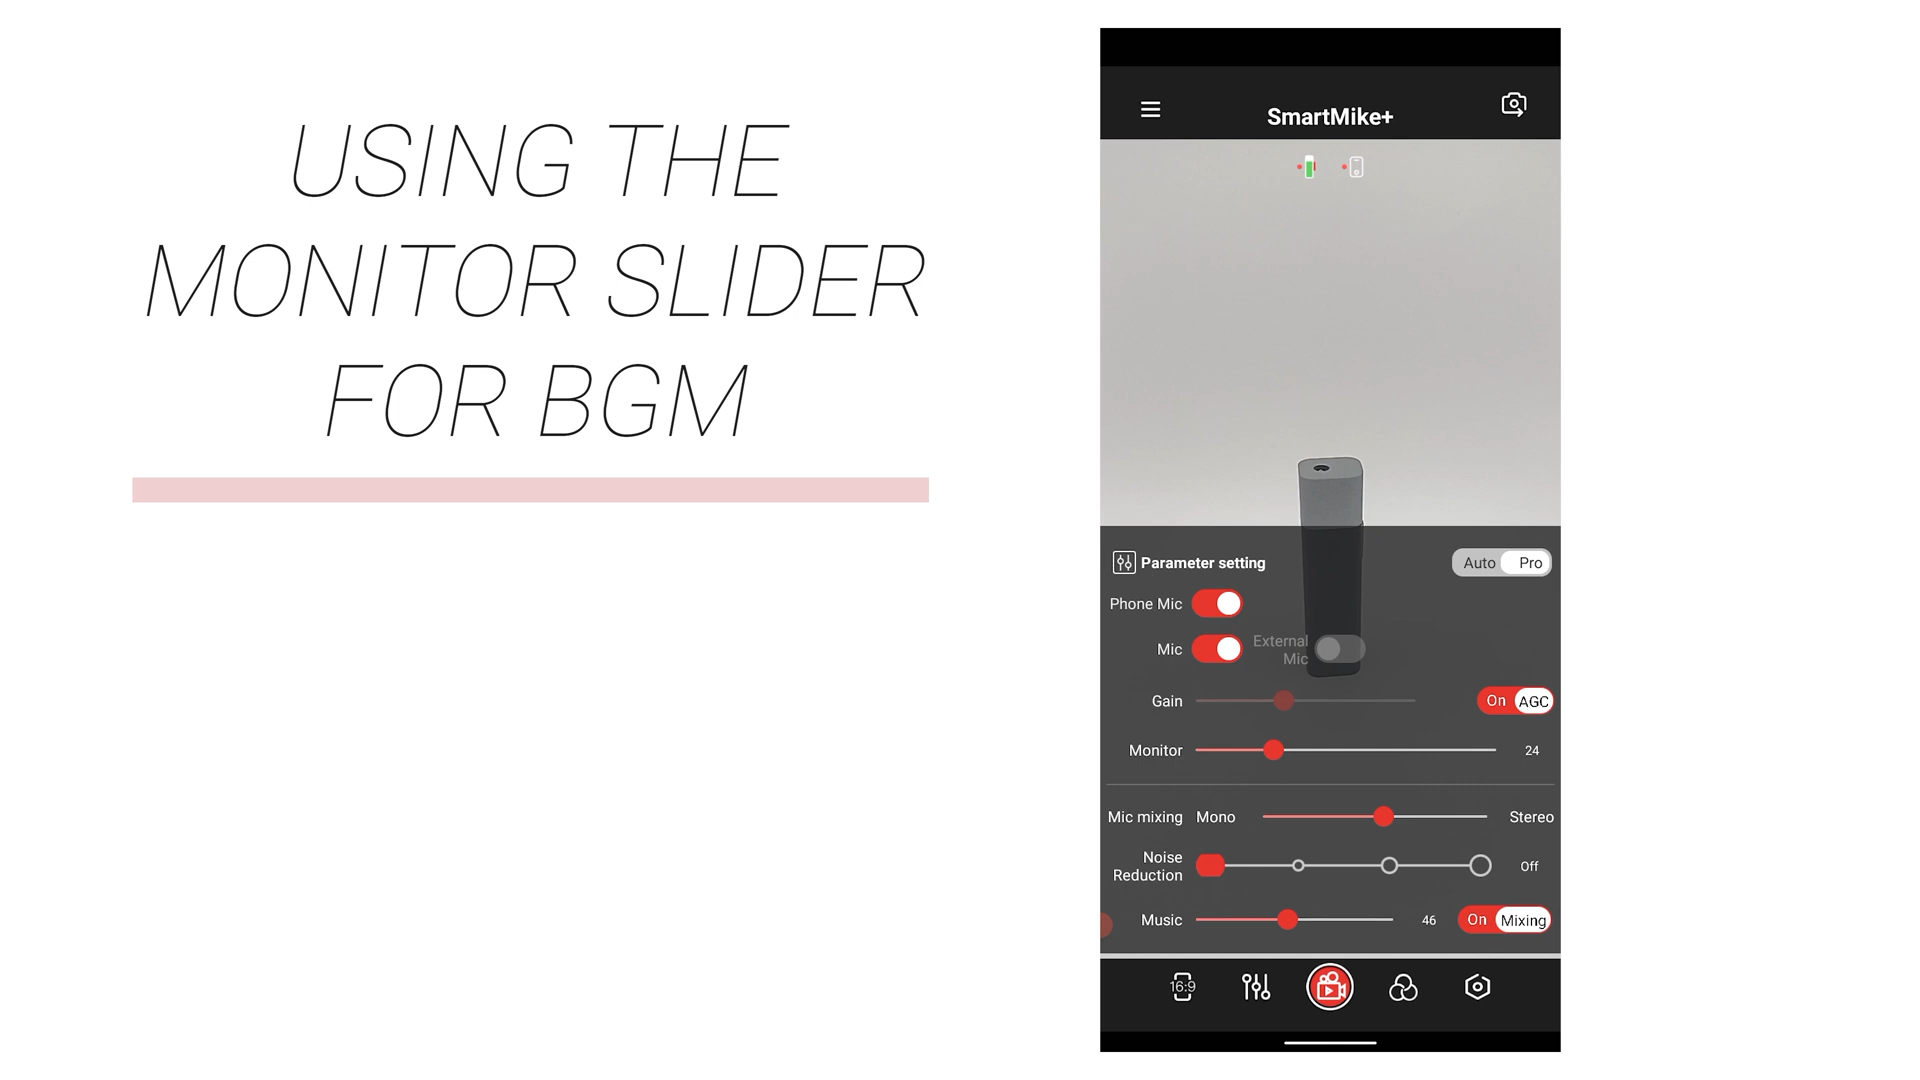 USING THE
MONITOR SLIDER
FOR BGM
SmartMike+
Parameter setting
Auto Pro
Phone Mic
Mic
External
Mic
Gain
On AGC
Monitor
24
Mic mixing Mono Stereo
Noise
Reduction
Off
Music
46
On Mixing
16:9